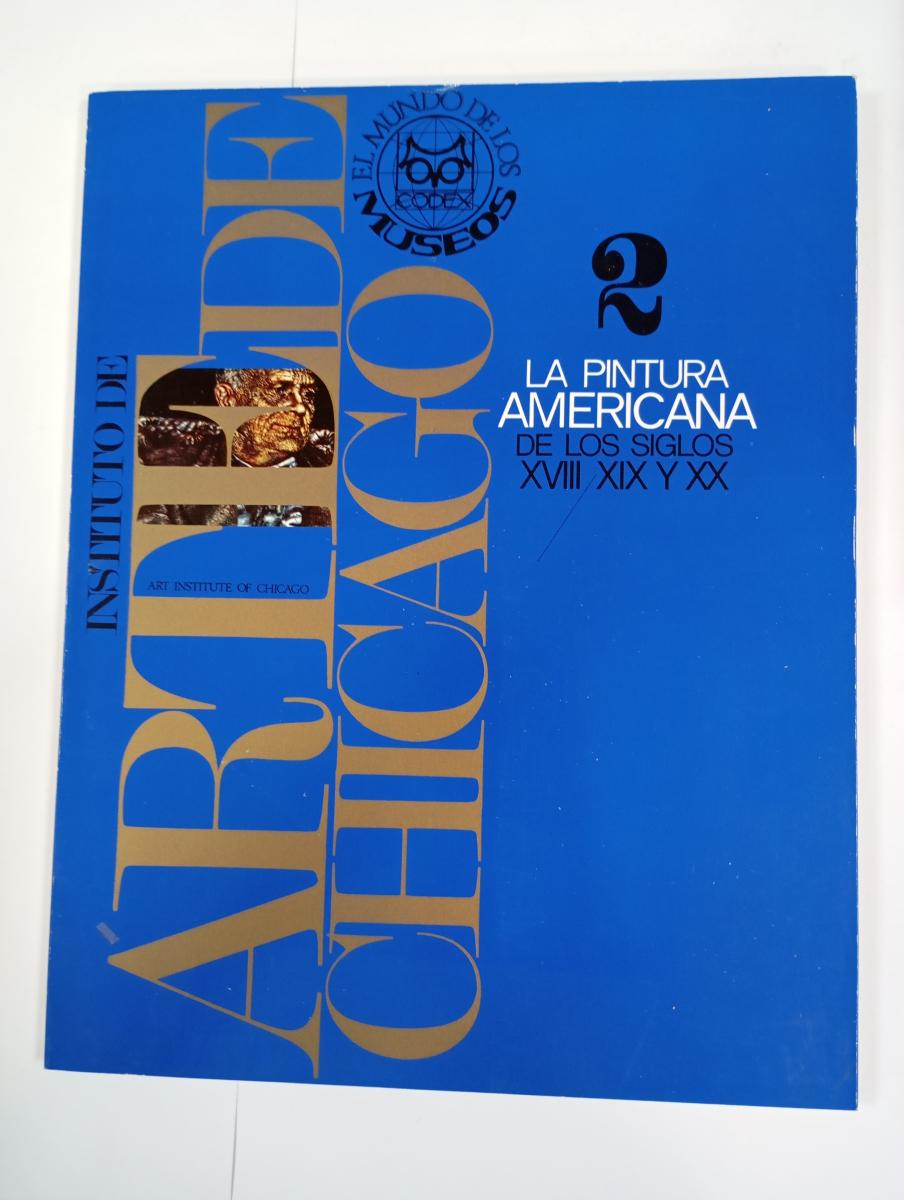 INSTITUTO DE
ARTE DE
CHICAGO
ART INSTITUTE OF CHICAGO
EL MUNDO DE LOS
MUSEOS
CODEX
2
LA PINTURA
AMERICANA
DE LOS SIGLOS
XVIII XIX Y XX